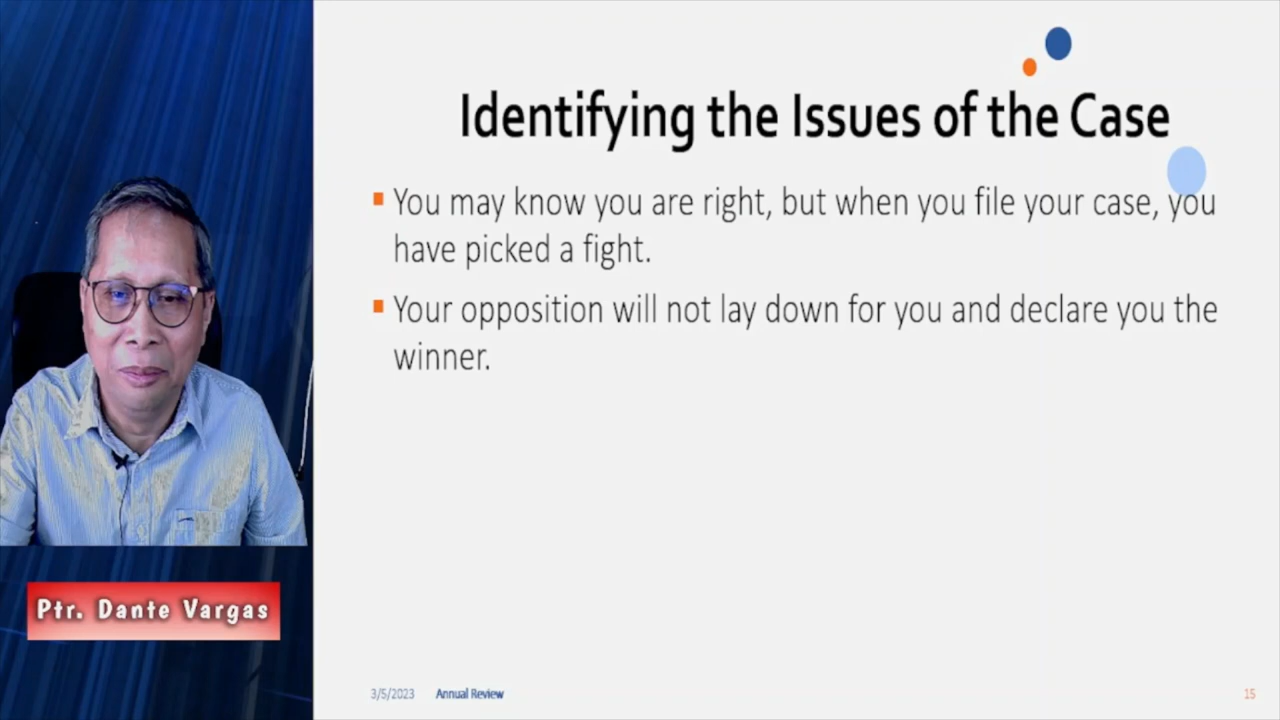 Identifying the Issues of the Case
You may know you are right, but when you file your case, you
have picked a fight.
Your opposition will not lay down for you and declare you the
winner.
Ptr. Dante Vargas
3/5/2023 Annual Review 15